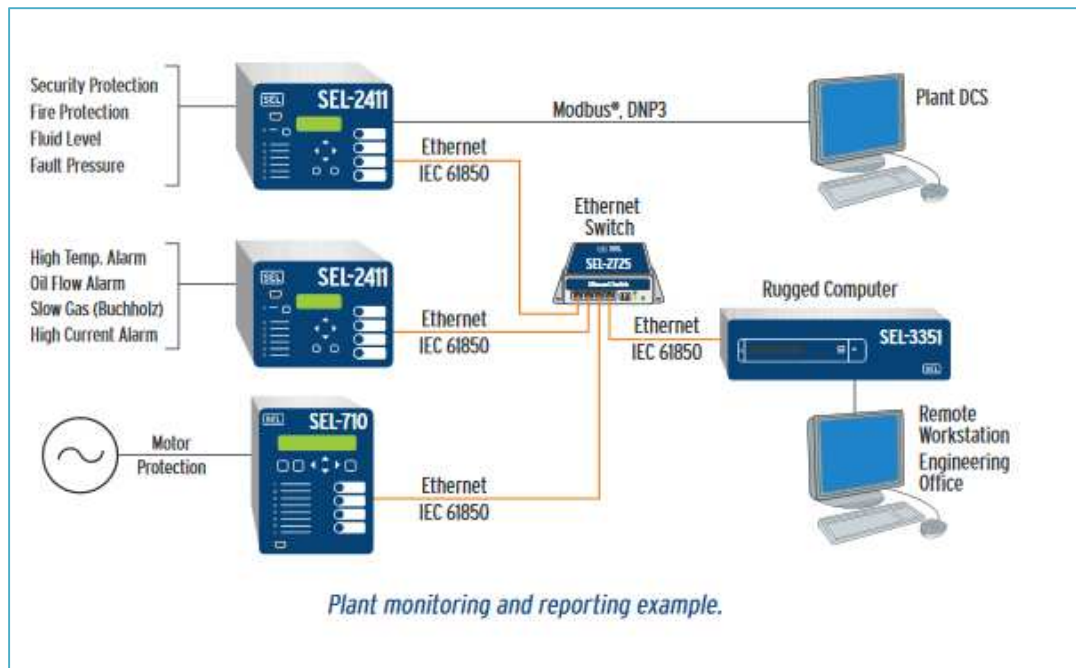 Security Protection
Fire Protection
Fluid Level
Fault Pressure
SEL
SEL-2411
Modbus®, DNP3
Plant DCS
Ethernet
IEC 61850
Ethernet
Switch
SEL
SEL-2725
Ethernet Switch
High Temp. Alarm
Oil Flow Alarm
Slow Gas (Buchholz)
High Current Alarm
SEL
SEL-2411
Ethernet
IEC 61850
Ethernet
IEC 61850
Rugged Computer
SEL-3351
SEL
Motor
Protection
SEL
SEL-710
Ethernet
IEC 61850
Remote
Workstation
Engineering
Office
Plant monitoring and reporting example.